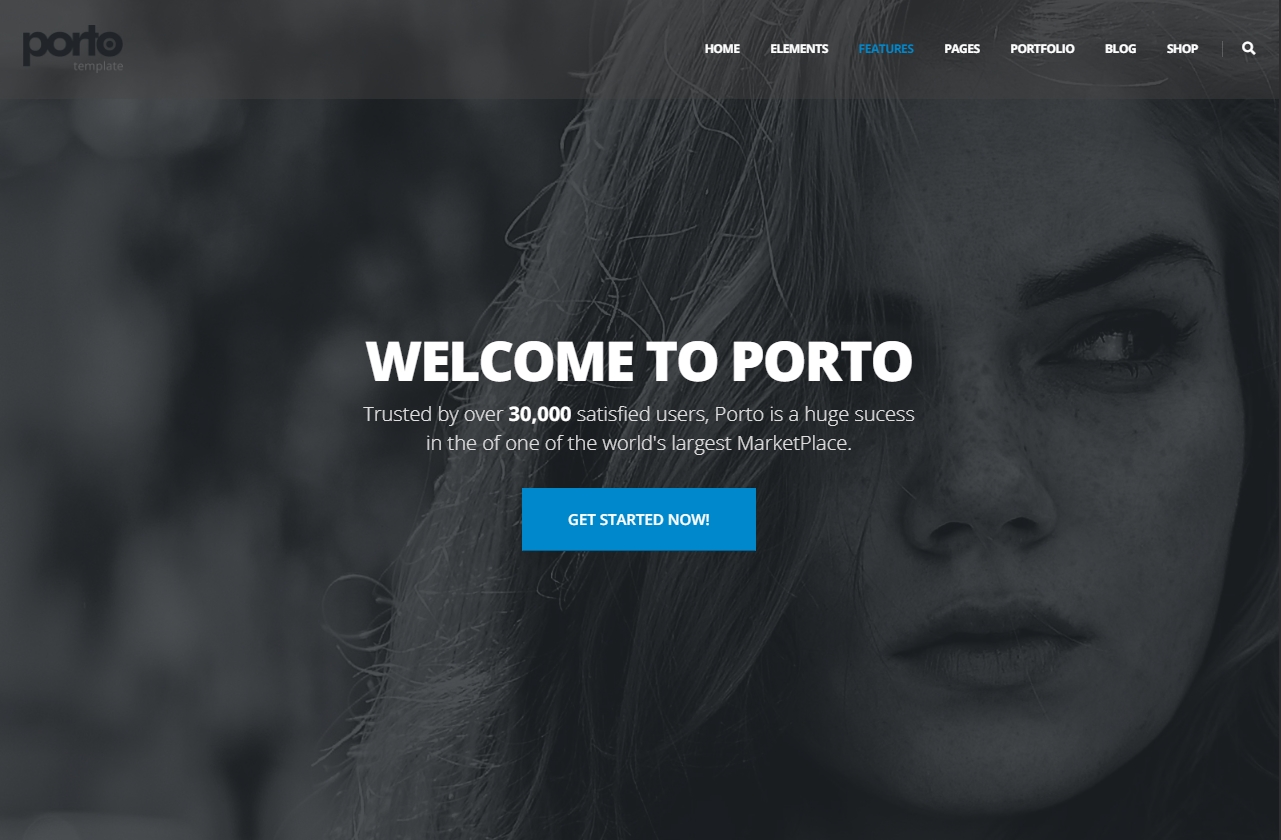 porto
template
HOME ELEMENTS FEATURES PAGES PORTFOLIO BLOG SHOP
WELCOME TO PORTO
Trusted by over 30,000 satisfied users, Porto is a huge sucess
in the of one of the world's largest MarketPlace.
GET STARTED NOW!